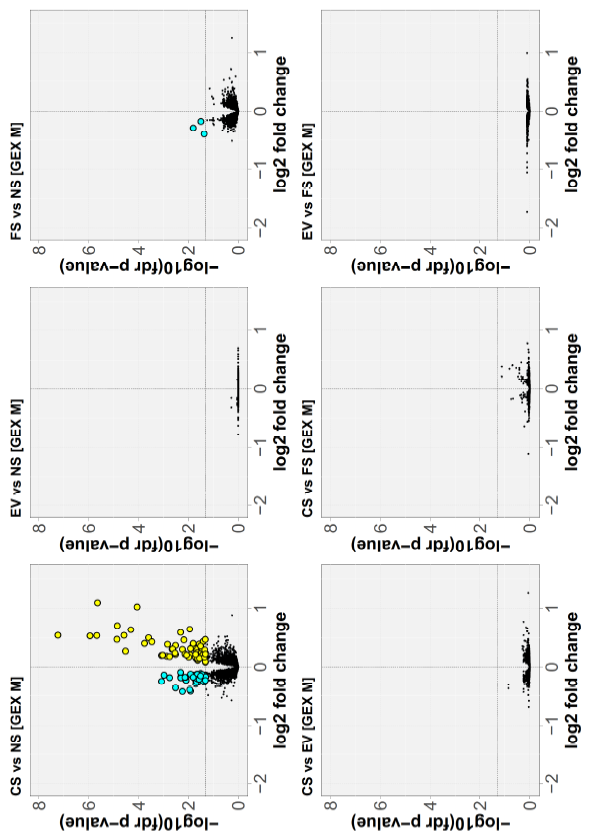 CS vs NS [GEX M]
8
6
4
2
0
−log10(fdr p−value)
−2 −1 0 1
log2 fold change
EV vs NS [GEX M]
8
6
4
2
0
−log10(fdr p−value)
−2 −1 0 1
log2 fold change
FS vs NS [GEX M]
8
6
4
2
0
−log10(fdr p−value)
−2 −1 0 1
log2 fold change
CS vs EV [GEX M]
8
6
4
2
0
−log10(fdr p−value)
−2 −1 0 1
log2 fold change
CS vs FS [GEX M]
8
6
4
2
0
−log10(fdr p−value)
−2 −1 0 1
log2 fold change
EV vs FS [GEX M]
8
6
4
2
0
−log10(fdr p−value)
−2 −1 0 1
log2 fold change